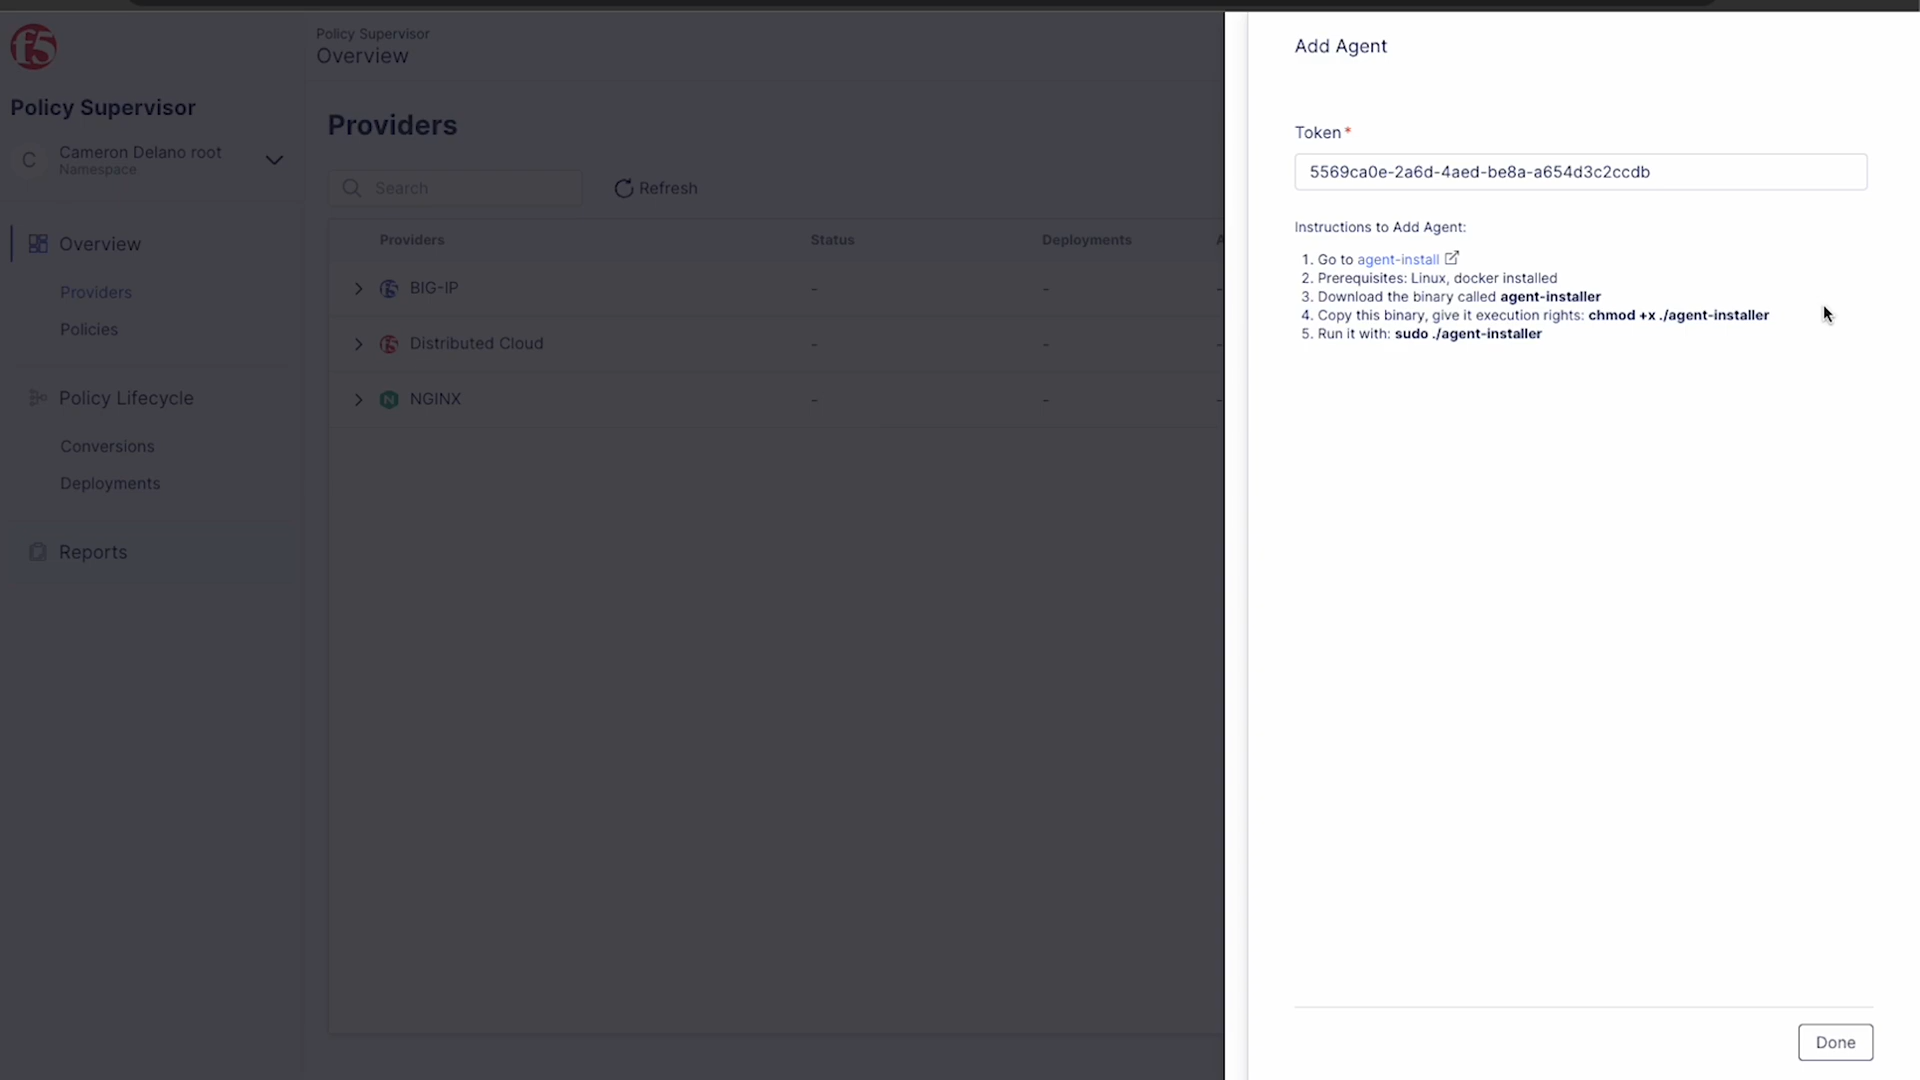 f5
Policy Supervisor
Overview
Policy Supervisor
C
Cameron Delano root
Namespace
Overview
Providers
Policies
Policy Lifecycle
Conversions
Deployments
Reports
Providers
Search
Refresh
Providers Status Deployments A
BIG-IP - - -
Distributed Cloud - - -
NGINX - - -
Add Agent
Token *
5569ca0e-2a6d-4aed-be8a-a654d3c2ccdb
Instructions to Add Agent:
1. Go to agent-install
2. Prerequisites: Linux, docker installed
3. Download the binary called agent-installer
4. Copy this binary, give it execution rights: chmod +x ./agent-installer
5. Run it with: sudo ./agent-installer
Done